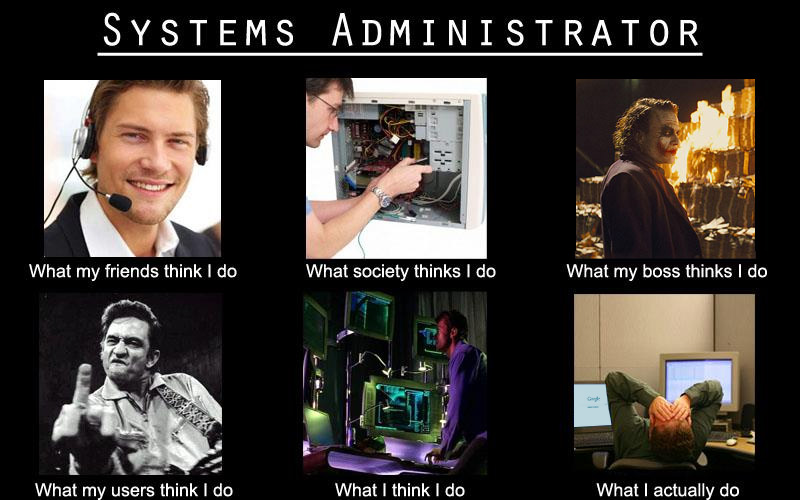 SYSTEMS ADMINISTRATOR
What my friends think I do
What society thinks I do
What my boss thinks I do
What my users think I do
What I think I do
What I actually do